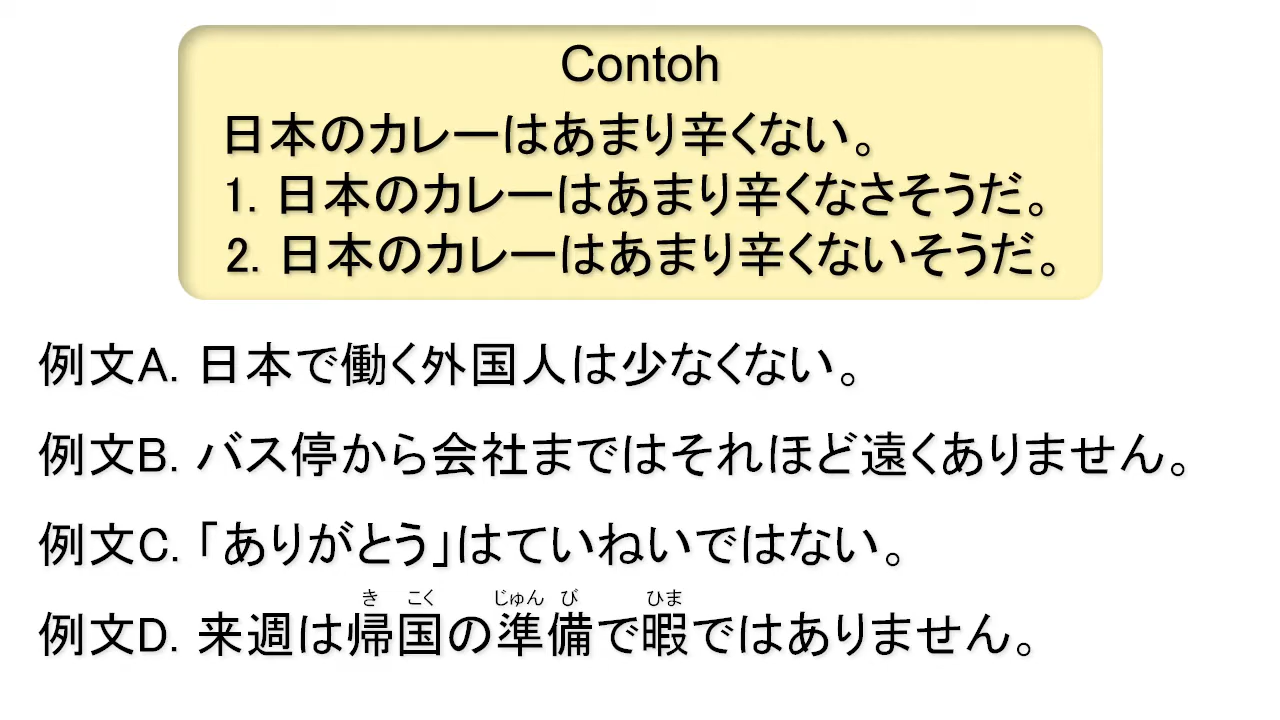 Contoh
日本のカレーはあまり辛くない。
1. 日本のカレーはあまり辛くなさそうだ。
2. 日本のカレーはあまり辛くないそうだ。
例文A. 日本で働く外国人は少なくない。
例文B. バス停から会社まではそれほど遠くありません。
例文C. 「ありがとう」はていねいではない。
き こく じゅん び ひま
例文D. 来週は帰国の準備で暇ではありません。